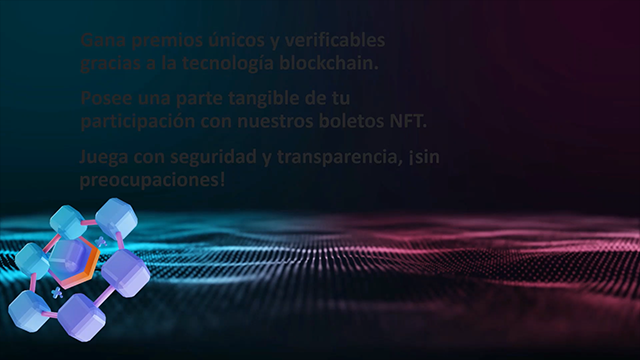 Gana premios únicos y verificables
gracias a la tecnología blockchain.
Posee una parte tangible de tu
participación con nuestros boletos NFT.
Juega con seguridad y transparencia, ¡sin
preocupaciones!